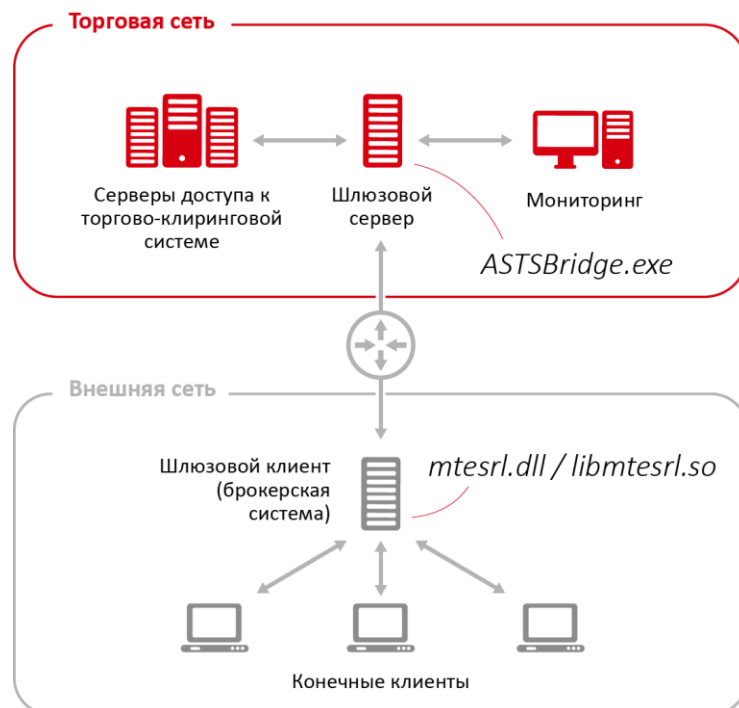 Торговая сеть
Серверы доступа к
торгово-клиринговой
системе
Шлюзовой
сервер
Мониторинг
ASTSBridge.exe
Внешняя сеть
Шлюзовой клиент
(брокерская
система)
mtesrl.dll / libmtesrl.so
Конечные клиенты